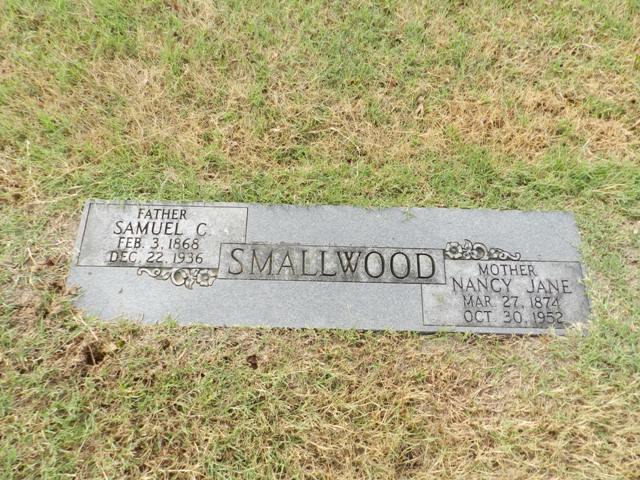 FATHER
SAMUEL C.
FEB. 3, 1868
DEC. 22, 1936
SMALLWOOD
MOTHER
NANCY JANE
MAR. 27, 1874
OCT 30, 1952